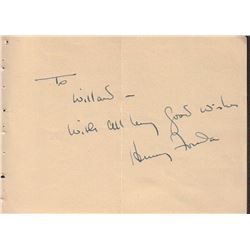 To
Willard –
With all my good wishes
Henry Fonda